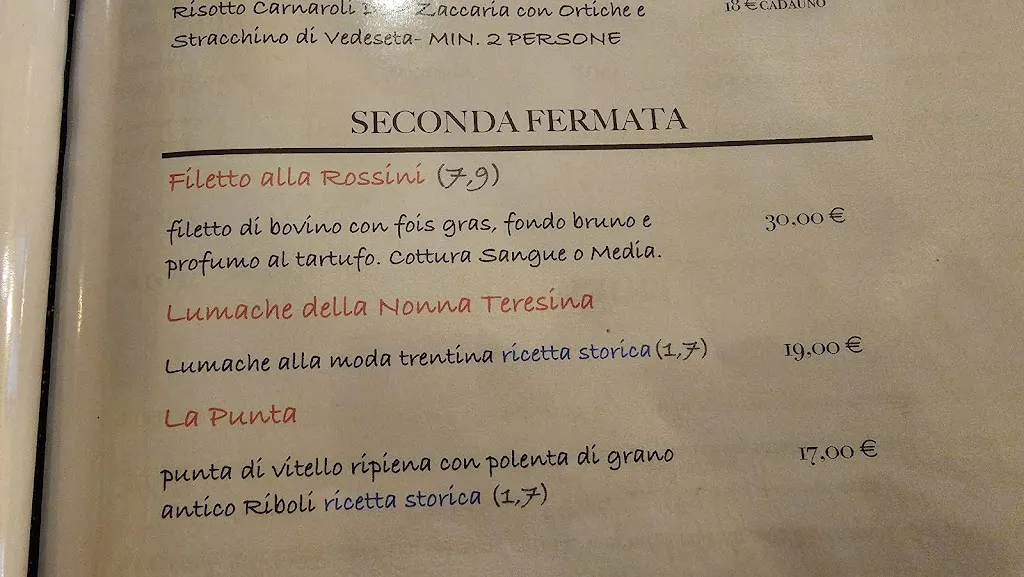 Risotto Carnaroli Zaccaria con Ortiche e
18 € CADAUNO
Stracchino di Vedeseta- MIN. 2 PERSONE
SECONDA FERMATA
Filetto alla Rossini (7,9)
filetto di bovino con fois gras, fondo bruno e
30,00 €
profumo al tartufo. Cottura Sangue o Media.
Lumache della Nonna Teresina
Lumache alla moda trentina ricetta storica (1,7)
19,00 €
La Punta
punta di vitello ripiena con polenta di grano
17,00 €
antico Riboli ricetta storica (1,7)